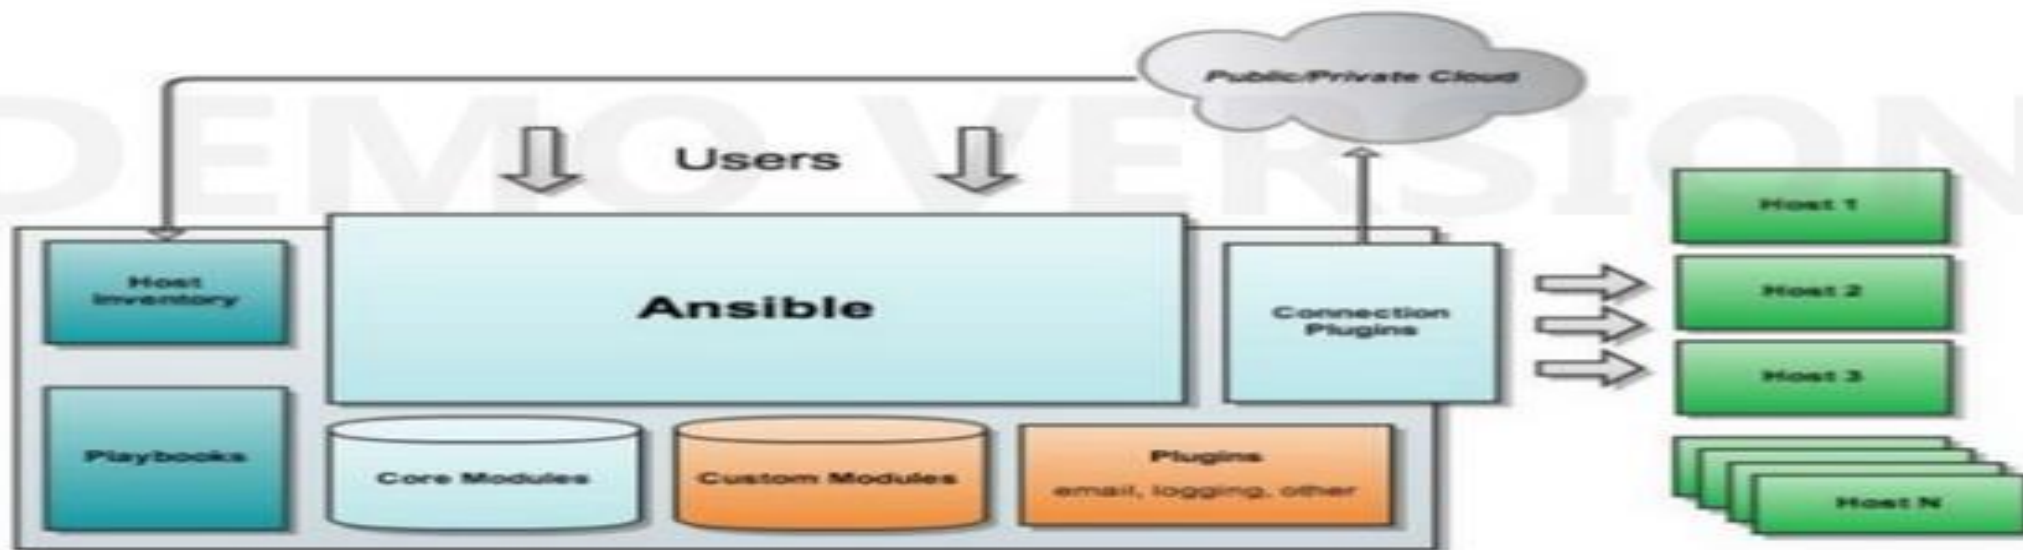 DEMO VERSION
Public/Private Cloud
Users
Host
Inventory
Ansible
Connection
Plugins
Playbooks
Core Modules
Custom Modules
Plugins
email, logging. other
Host 1
Host 2
Host 3
Host N